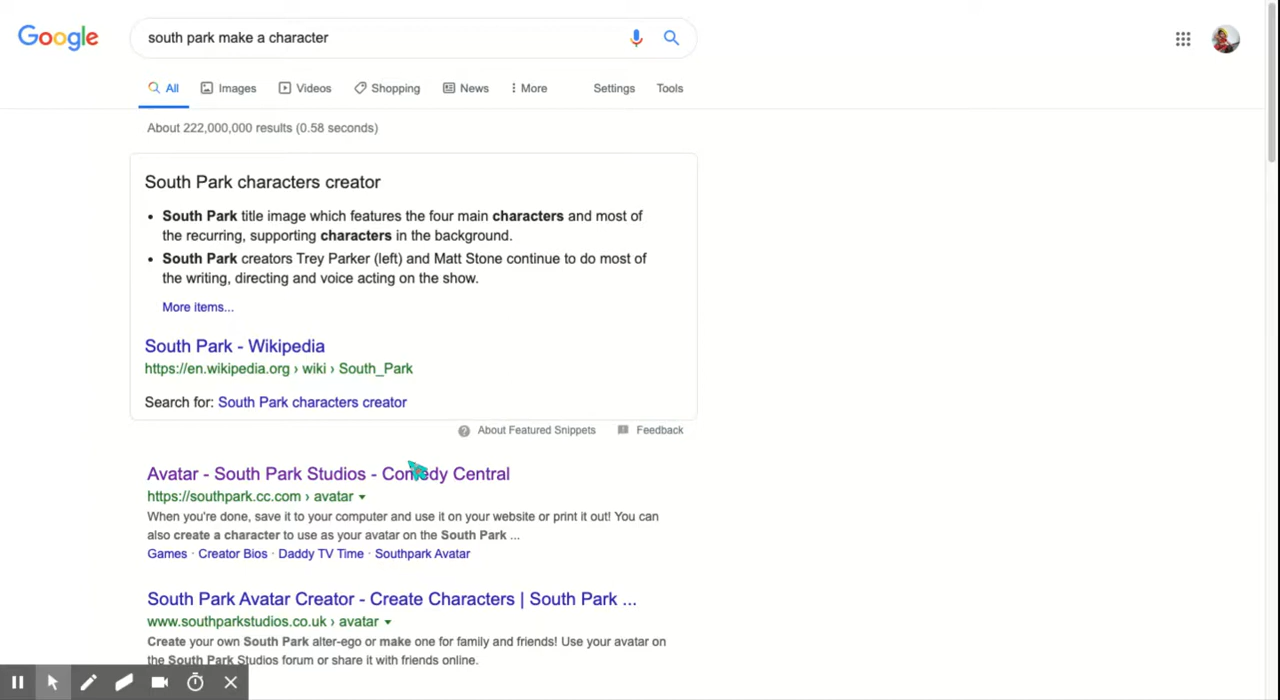 Google
south park make a character
All
Images
Videos
Shopping
News
More
Settings
Tools
About 222,000,000 results (0.58 seconds)
South Park characters creator
• South Park title image which features the four main characters and most of
the recurring, supporting characters in the background.
• South Park creators Trey Parker (left) and Matt Stone continue to do most of
the writing, directing and voice acting on the show.
More items...
South Park - Wikipedia
https://en.wikipedia.org › wiki › South_Park
Search for: South Park characters creator
About Featured Snippets
Feedback
Avatar - South Park Studios - Comedy Central
https://southpark.cc.com › avatar
When you're done, save it to your computer and use it on your website or print it out! You can
also create a character to use as your avatar on the South Park ...
Games · Creator Bios · Daddy TV Time · Southpark Avatar
South Park Avatar Creator - Create Characters | South Park ...
www.southparkstudios.co.uk › avatar
Create your own South Park alter-ego or make one for family and friends! Use your avatar on
the South Park Studios forum or share it with friends online.